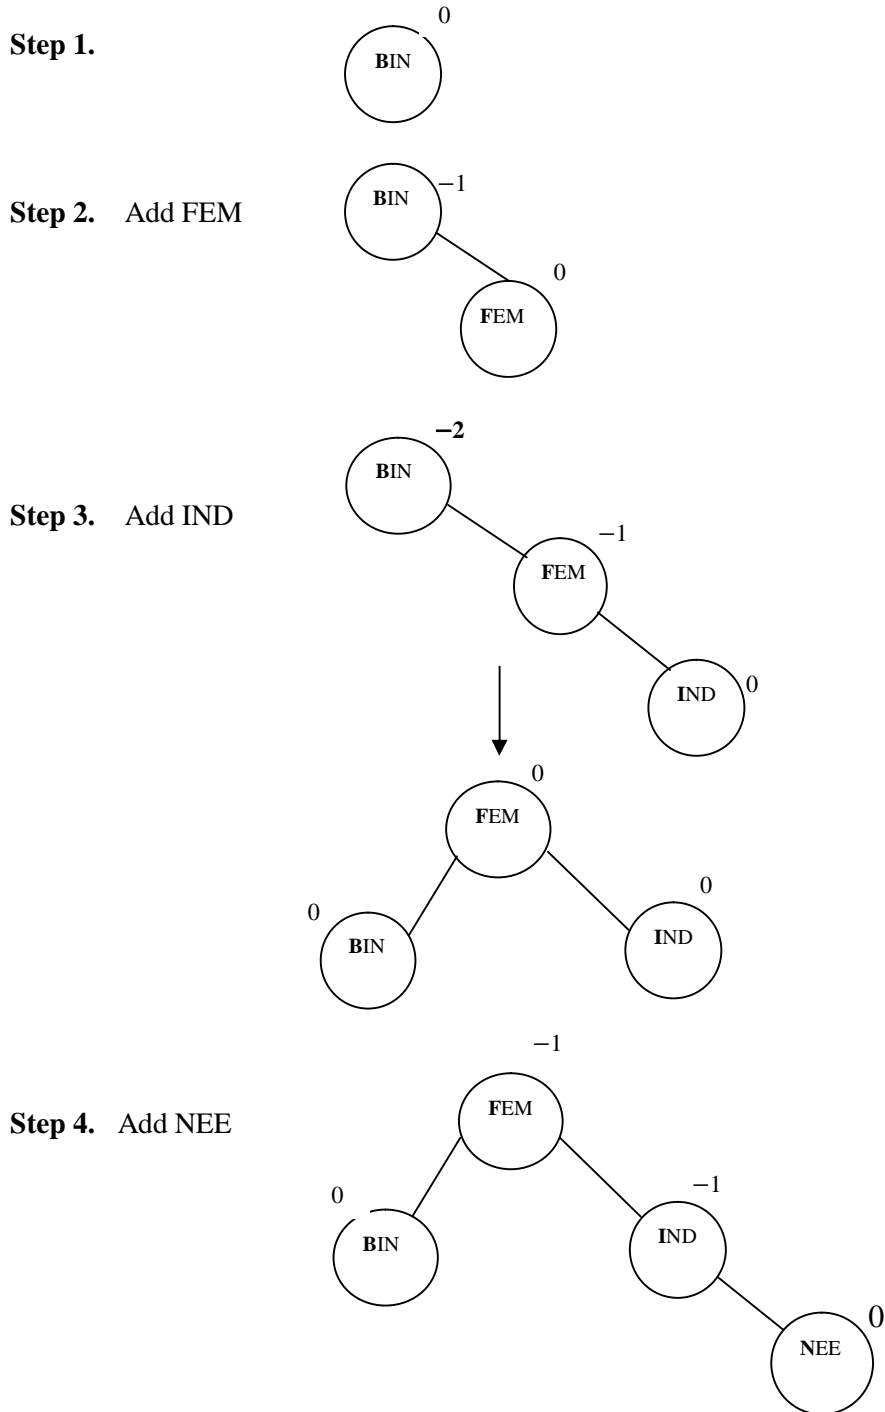 0
Step 1.
BIN
−1
BIN
Step 2. Add FEM
0
FEM
−2
BIN
Step 3. Add IND
−1
FEM
IND
0
0
FEM
0
0
BIN
IND
−1
FEM
Step 4. Add NEE
−1
0
BIN
IND
0
NEE